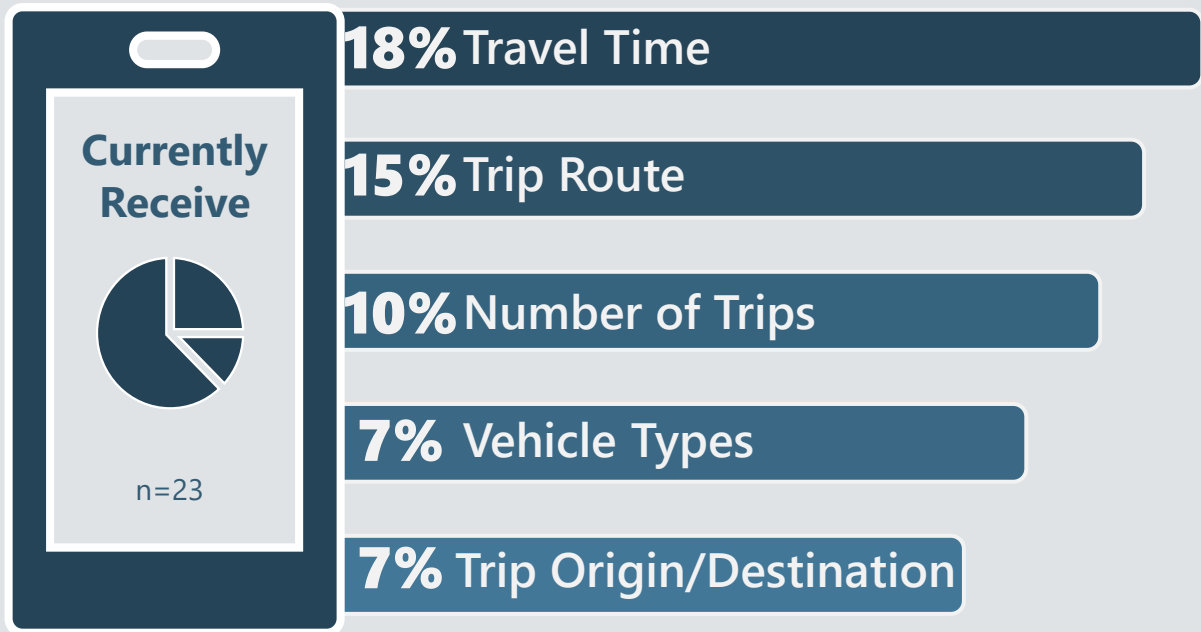 Currently
Receive
n=23
18% Travel Time
15% Trip Route
10% Number of Trips
7% Vehicle Types
7% Trip Origin/Destination